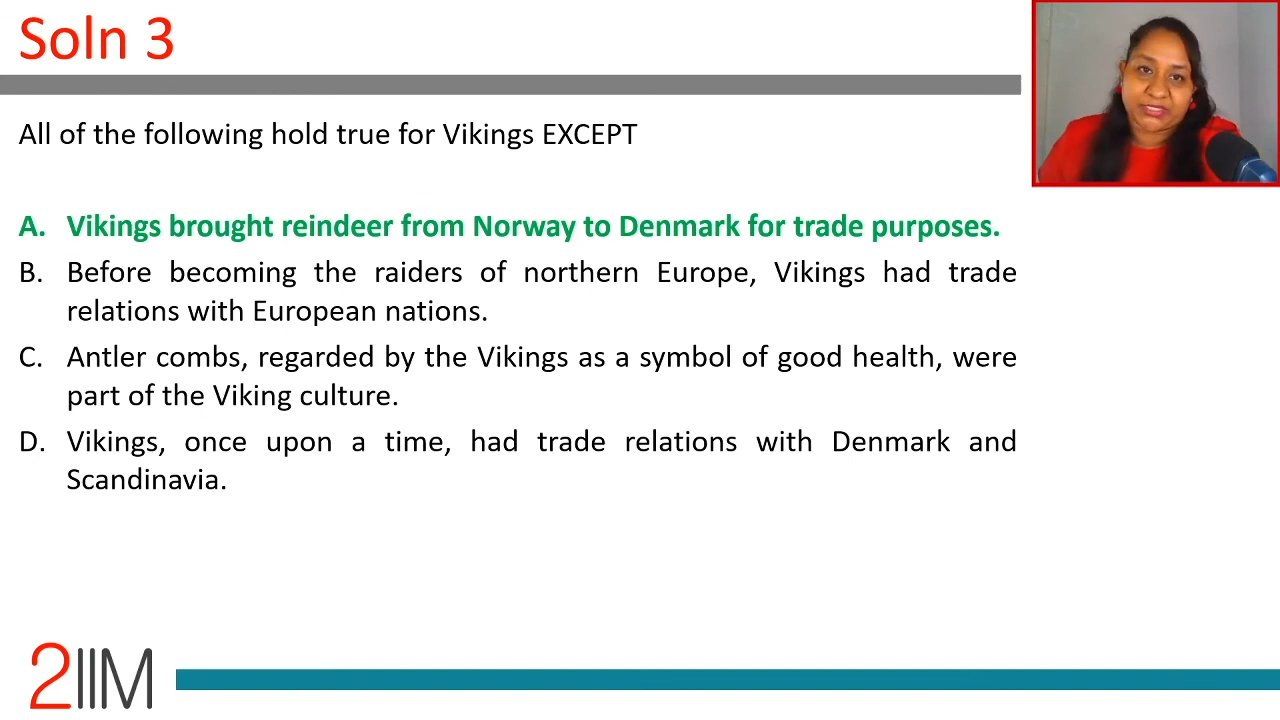 Soln 3
All of the following hold true for Vikings EXCEPT
A. Vikings brought reindeer from Norway to Denmark for trade purposes.
B. Before becoming the raiders of northern Europe, Vikings had trade
relations with European nations.
C. Antler combs, regarded by the Vikings as a symbol of good health, were
part of the Viking culture.
D. Vikings, once upon a time, had trade relations with Denmark and
Scandinavia.
2IIM